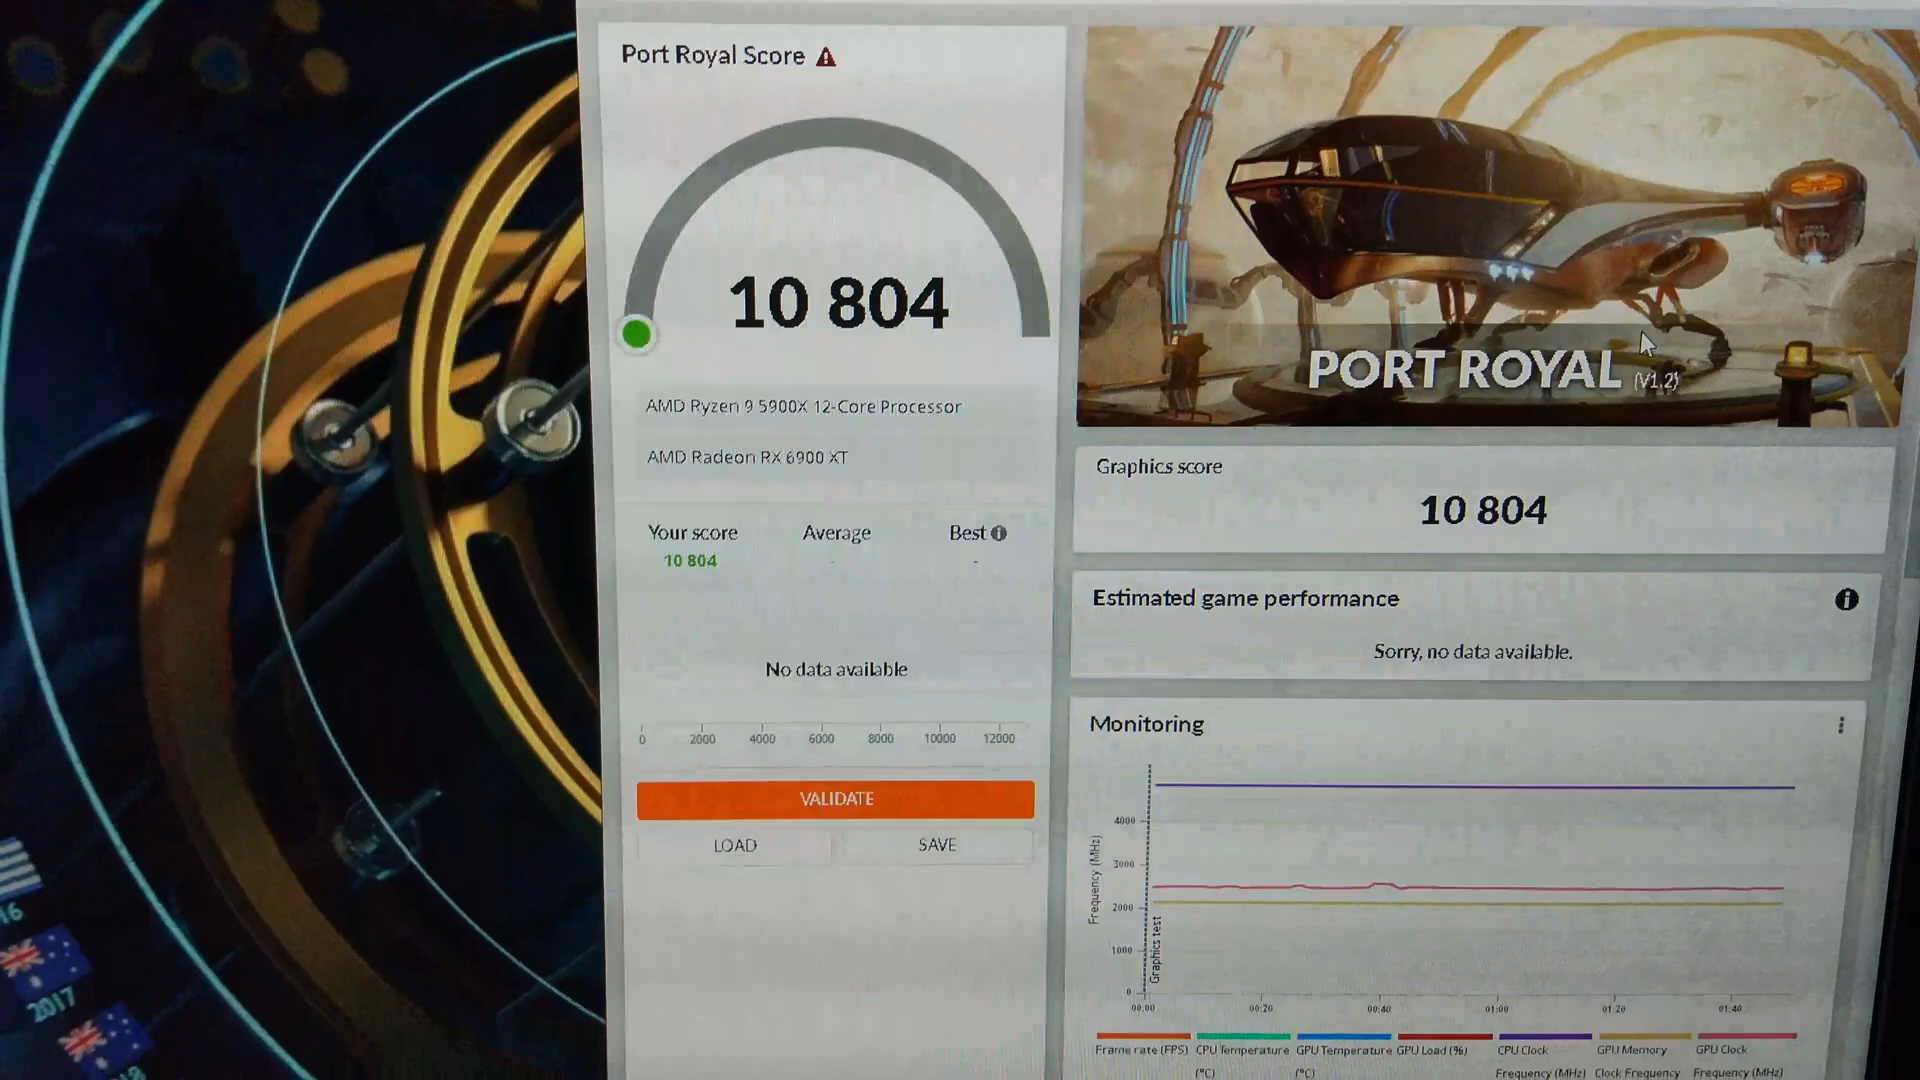 Port Royal Score
10 804
AMD Ryzen 9 5900X 12-Core Processor
AMD Radeon RX 6900 XT
Your score Average Best
10 804 - -
No data available
0 2000 4000 6000 8000 10000 12000
VALIDATE
LOAD SAVE
PORT ROYAL (V1.2)
Graphics score
10 804
Estimated game performance
Sorry, no data available.
Monitoring
Frequency (MHz)
4000
3000
2000
1000
0
Graphics test
00:00 00:20 00:40 01:00 01:20 01:40
Frame rate (FPS) CPU Temperature GPU Temperature GPU Load (%) CPU Clock GPU Memory GPU Clock
(°C) (°C) Frequency (MHz) Clock Frequency Frequency (MHz)
16
2017